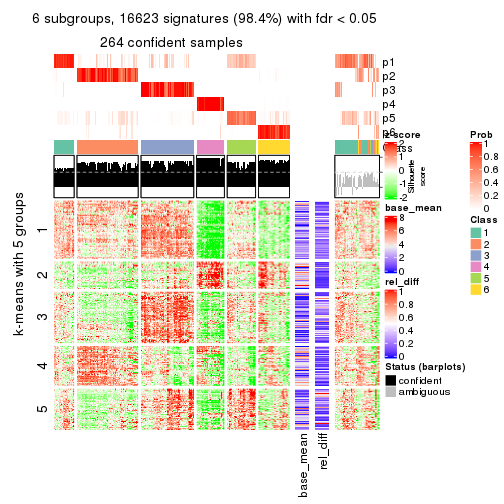 6 subgroups, 16623 signatures (98.4%) with fdr < 0.05
264 confident samples
p1
p2
p3
p4
p5
p6
Class
z-score
2
1
0
-1
-2
Silhouette
score
Prob
1
0.8
0.6
0.4
0.2
0
base_mean
8
6
4
2
0
Class
1
2
3
4
5
6
rel_diff
1
0.8
0.6
0.4
0.2
0
Status (barplots)
confident
ambiguous
k-means with 5 groups
1
2
3
4
5
base_mean
rel_diff